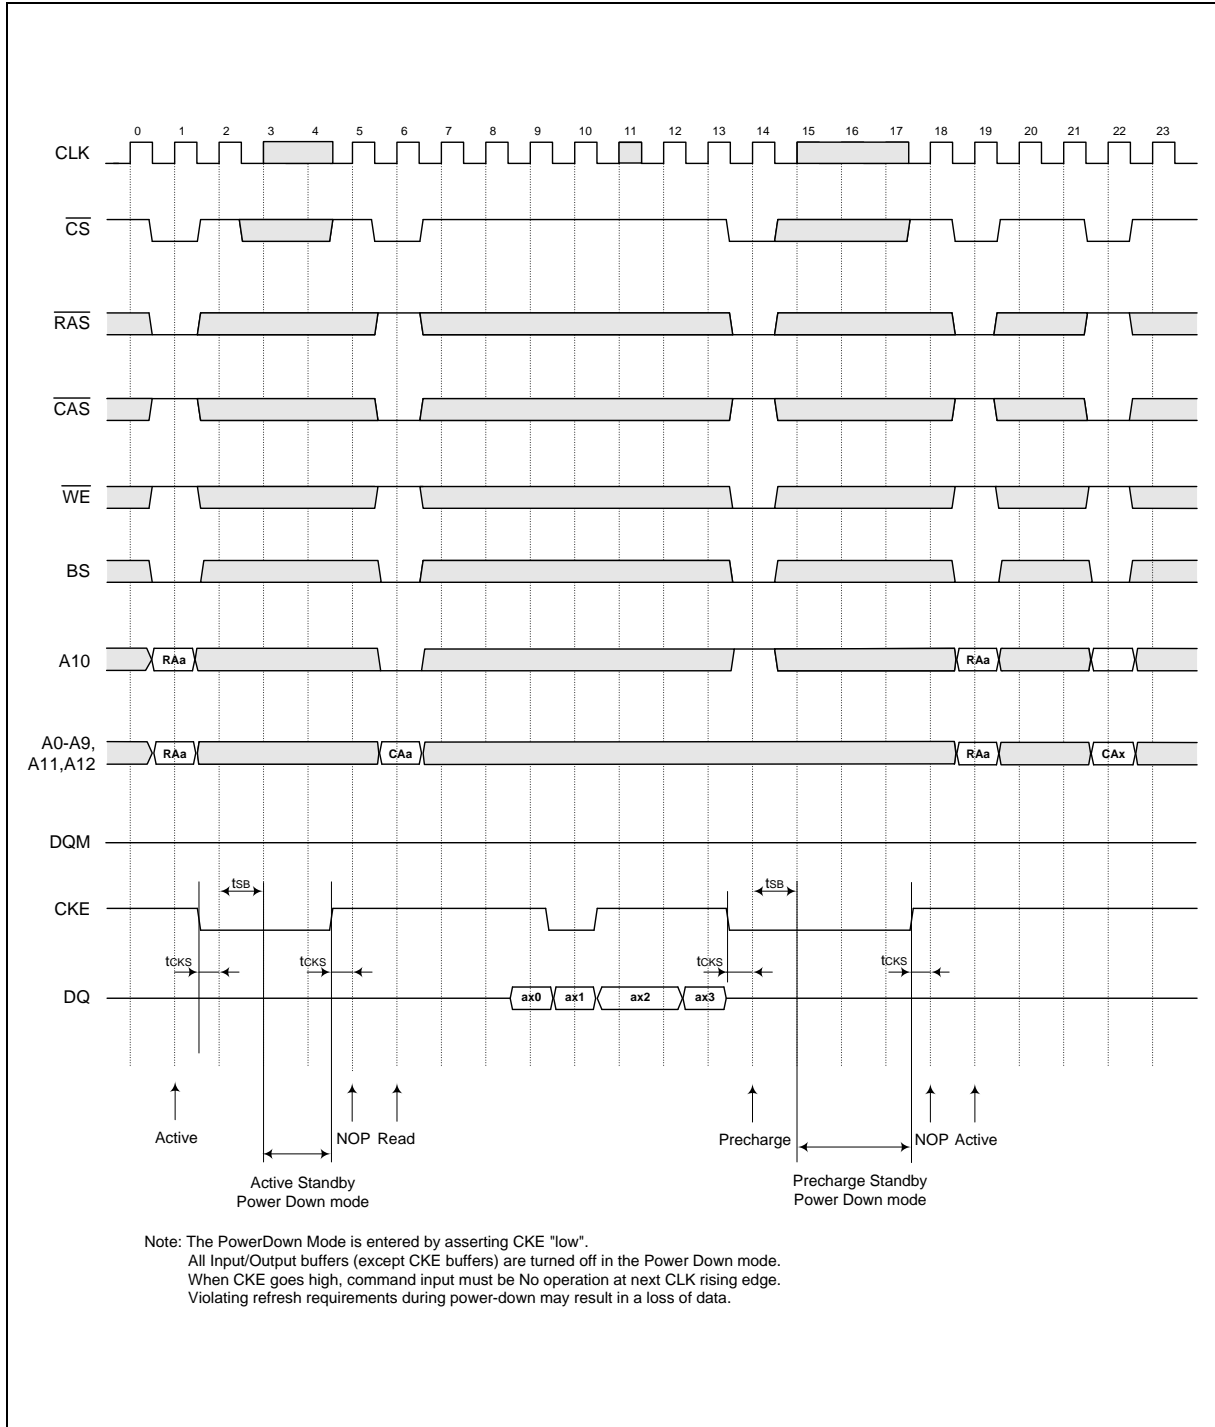 0 1 2 3 4 5 6 7 8 9 10 11 12 13 14 15 16 17 18 19 20 21 22 23
CLK
CS
RAS
CAS
WE
BS
A10 RAa RAa
A0-A9,
A11,A12
RAa CAa RAa CAx
DQM
tSB tSB
CKE
tCKS tCKS tCKS tCKS
DQ ax0 ax1 ax2 ax3
Active NOP Read Precharge NOP Active
Active Standby
Power Down mode
Precharge Standby
Power Down mode
Note: The PowerDown Mode is entered by asserting CKE "low".
All Input/Output buffers (except CKE buffers) are turned off in the Power Down mode.
When CKE goes high, command input must be No operation at next CLK rising edge.
Violating refresh requirements during power-down may result in a loss of data.